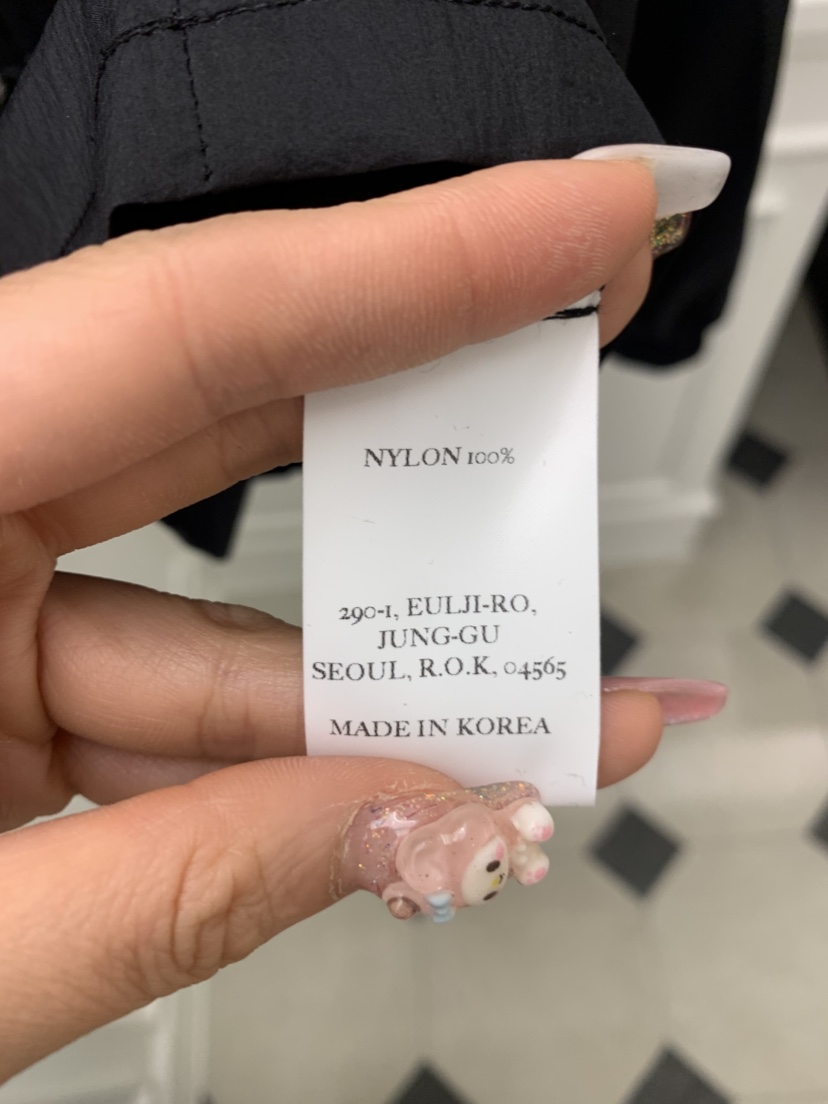 NYLON 100%
290-1, EULJI-RO,
JUNG-GU
SEOUL, R.O.K, 04565
MADE IN KOREA